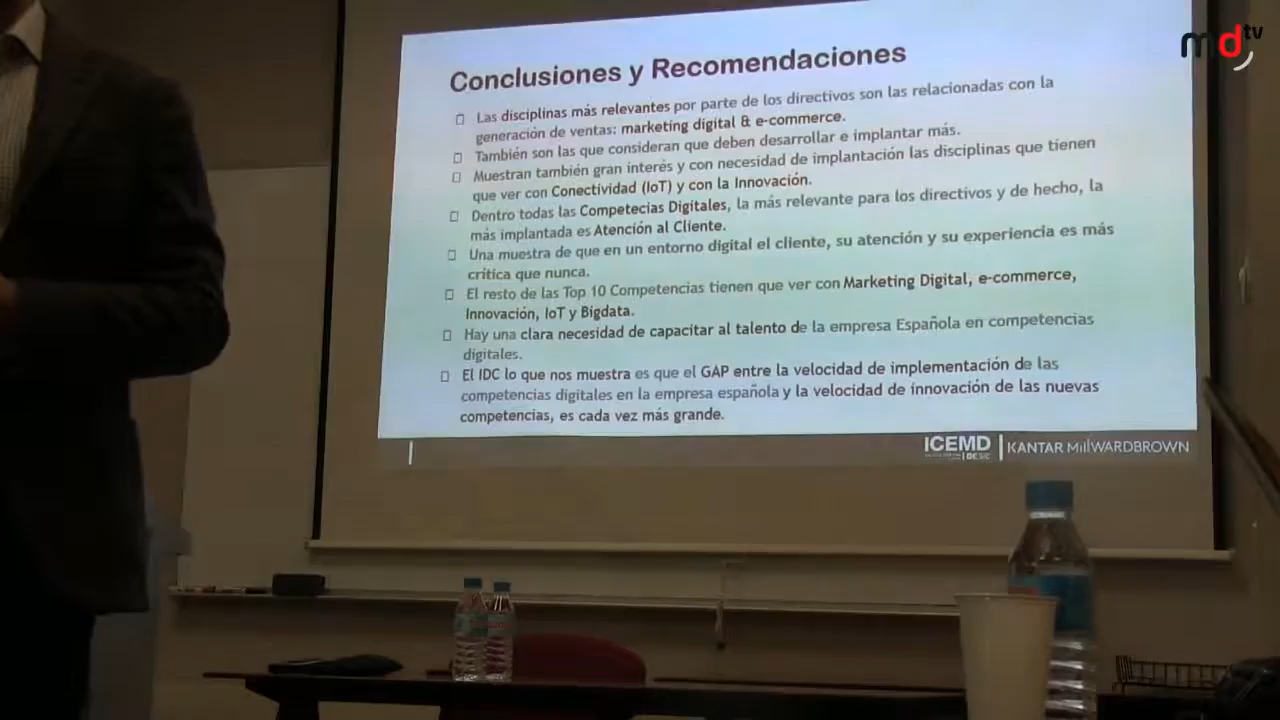 md tv
Conclusiones y Recomendaciones
Las disciplinas más relevantes por parte de los directivos son las relacionadas con la
generación de ventas: marketing digital & e-commerce.
También son las que consideran que deben desarrollar e implantar más.
Muestran también gran interés y con necesidad de implantación las disciplinas que tienen
que ver con Conectividad (IoT) y con la Innovación.
Dentro todas las Competecias Digitales, la más relevante para los directivos y de hecho, la
más implantada es Atención al Cliente.
Una muestra de que en un entorno digital el cliente, su atención y su experiencia es más
crítica que nunca.
El resto de las Top 10 Competencias tienen que ver con Marketing Digital, e-commerce,
Innovación, IoT y Bigdata.
Hay una clara necesidad de capacitar al talento de la empresa Española en competencias
digitales.
El IDC lo que nos muestra es que el GAP entre la velocidad de implementación de las
competencias digitales en la empresa española y la velocidad de innovación de las nuevas
competencias, es cada vez más grande.
ICEMD
ESIC
KANTAR MillWARDBROWN